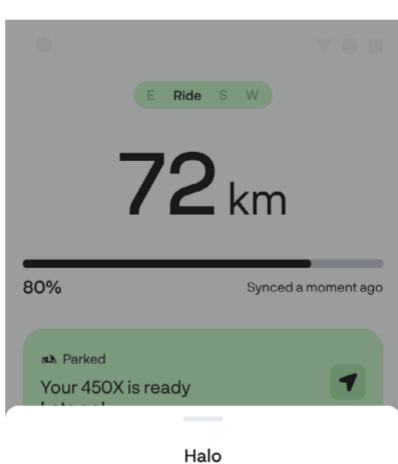 E Ride S W
72 km
80% Synced a moment ago
Parked
Your 450X is ready
Halo